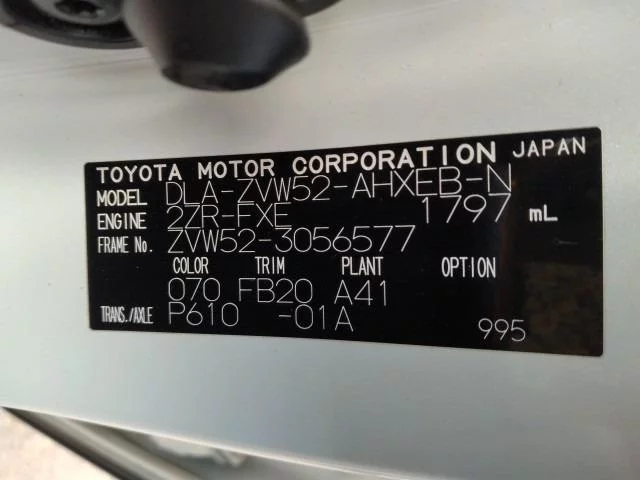 TOYOTA MOTOR CORPORATION JAPAN
MODEL DLA-ZVW52-AHXEB-N
ENGINE 2ZR-FXE 1797 mL
FRAME No. ZVW52-3056577
COLOR TRIM PLANT OPTION
070 FB20 A41
TRANS./AXLE P610 -01A 995